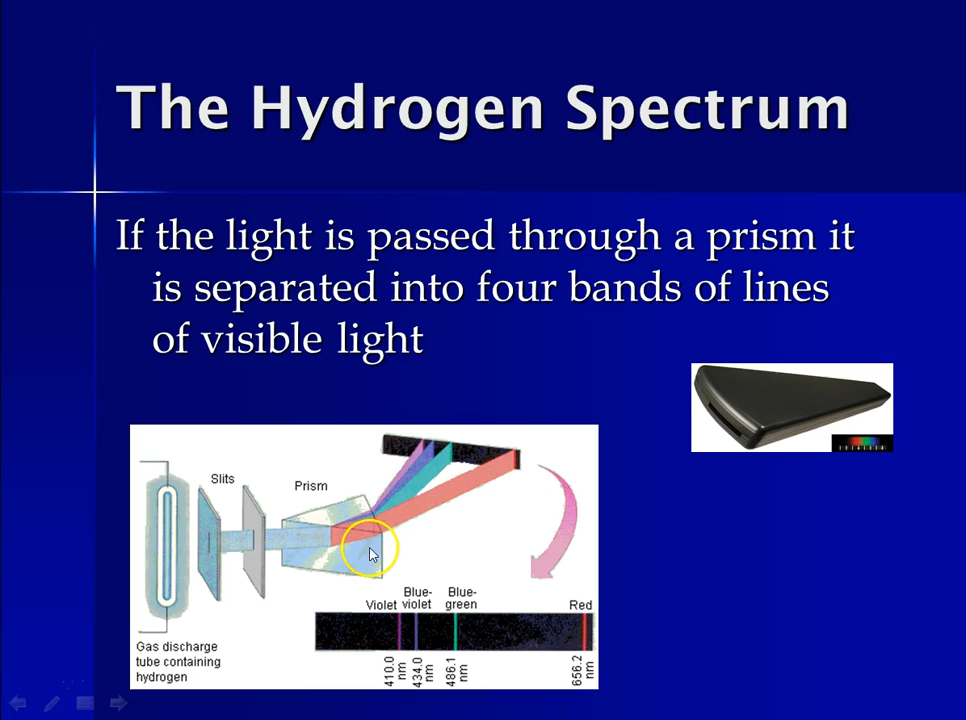 The Hydrogen Spectrum
If the light is passed through a prism it
is separated into four bands of lines
of visible light
Slits
Prism
Gas discharge
tube containing
hydrogen
Violet
Blue-
violet
Blue-
green
Red
410.0
nm
434.0
nm
486.1
nm
656.2
nm